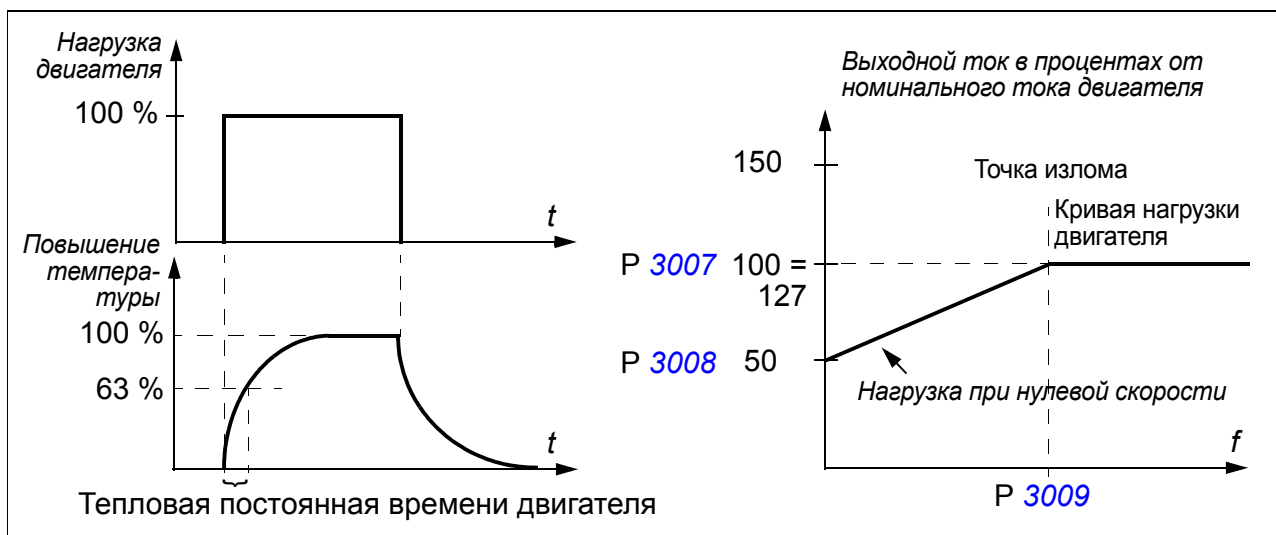 Нагрузка
двигателя
100 %
t
Повышение
темпера-
туры
100 %
63 %
t
Тепловая постоянная времени двигателя
Выходной ток в процентах от
номинального тока двигателя
150
Точка излома
Кривая нагрузки
двигателя
P 3007 100 =
127
P 3008 50
Нагрузка при нулевой скорости
f
P 3009